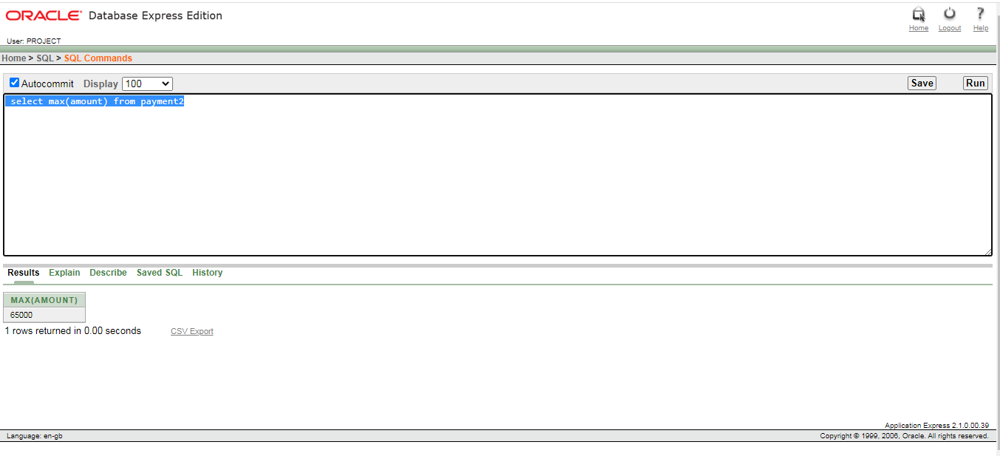 ORACLE Database Express Edition
Home Logout Help
User: PROJECT
Home > SQL > SQL Commands
Autocommit Display 100 Save Run
select max(amount) from payment2
Results Explain Describe Saved SQL History
MAX(AMOUNT)
65000
1 rows returned in 0.00 seconds CSV Export
Application Express 2.1.0.00.39
Language: en-gb Copyright © 1999, 2006, Oracle. All rights reserved.